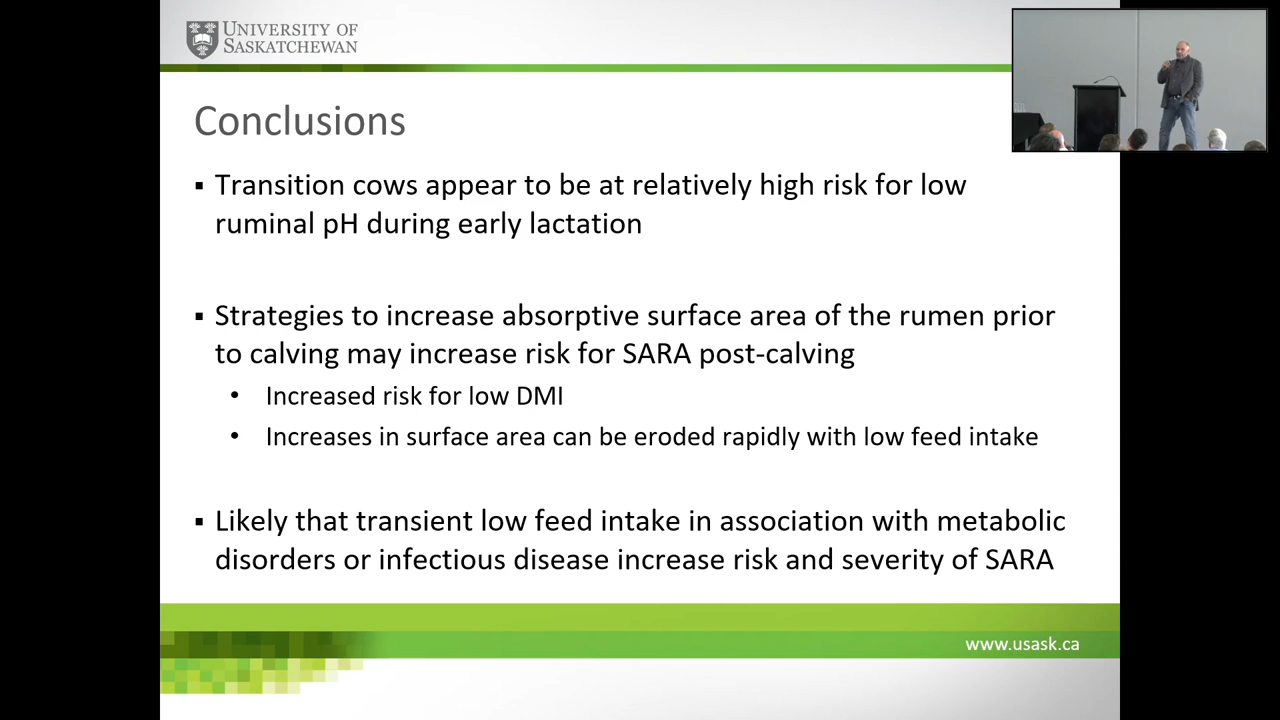 UNIVERSITY OF
SASKATCHEWAN
Conclusions
▪ Transition cows appear to be at relatively high risk for low
ruminal pH during early lactation
▪ Strategies to increase absorptive surface area of the rumen prior
to calving may increase risk for SARA post-calving
• Increased risk for low DMI
• Increases in surface area can be eroded rapidly with low feed intake
▪ Likely that transient low feed intake in association with metabolic
disorders or infectious disease increase risk and severity of SARA
www.usask.ca